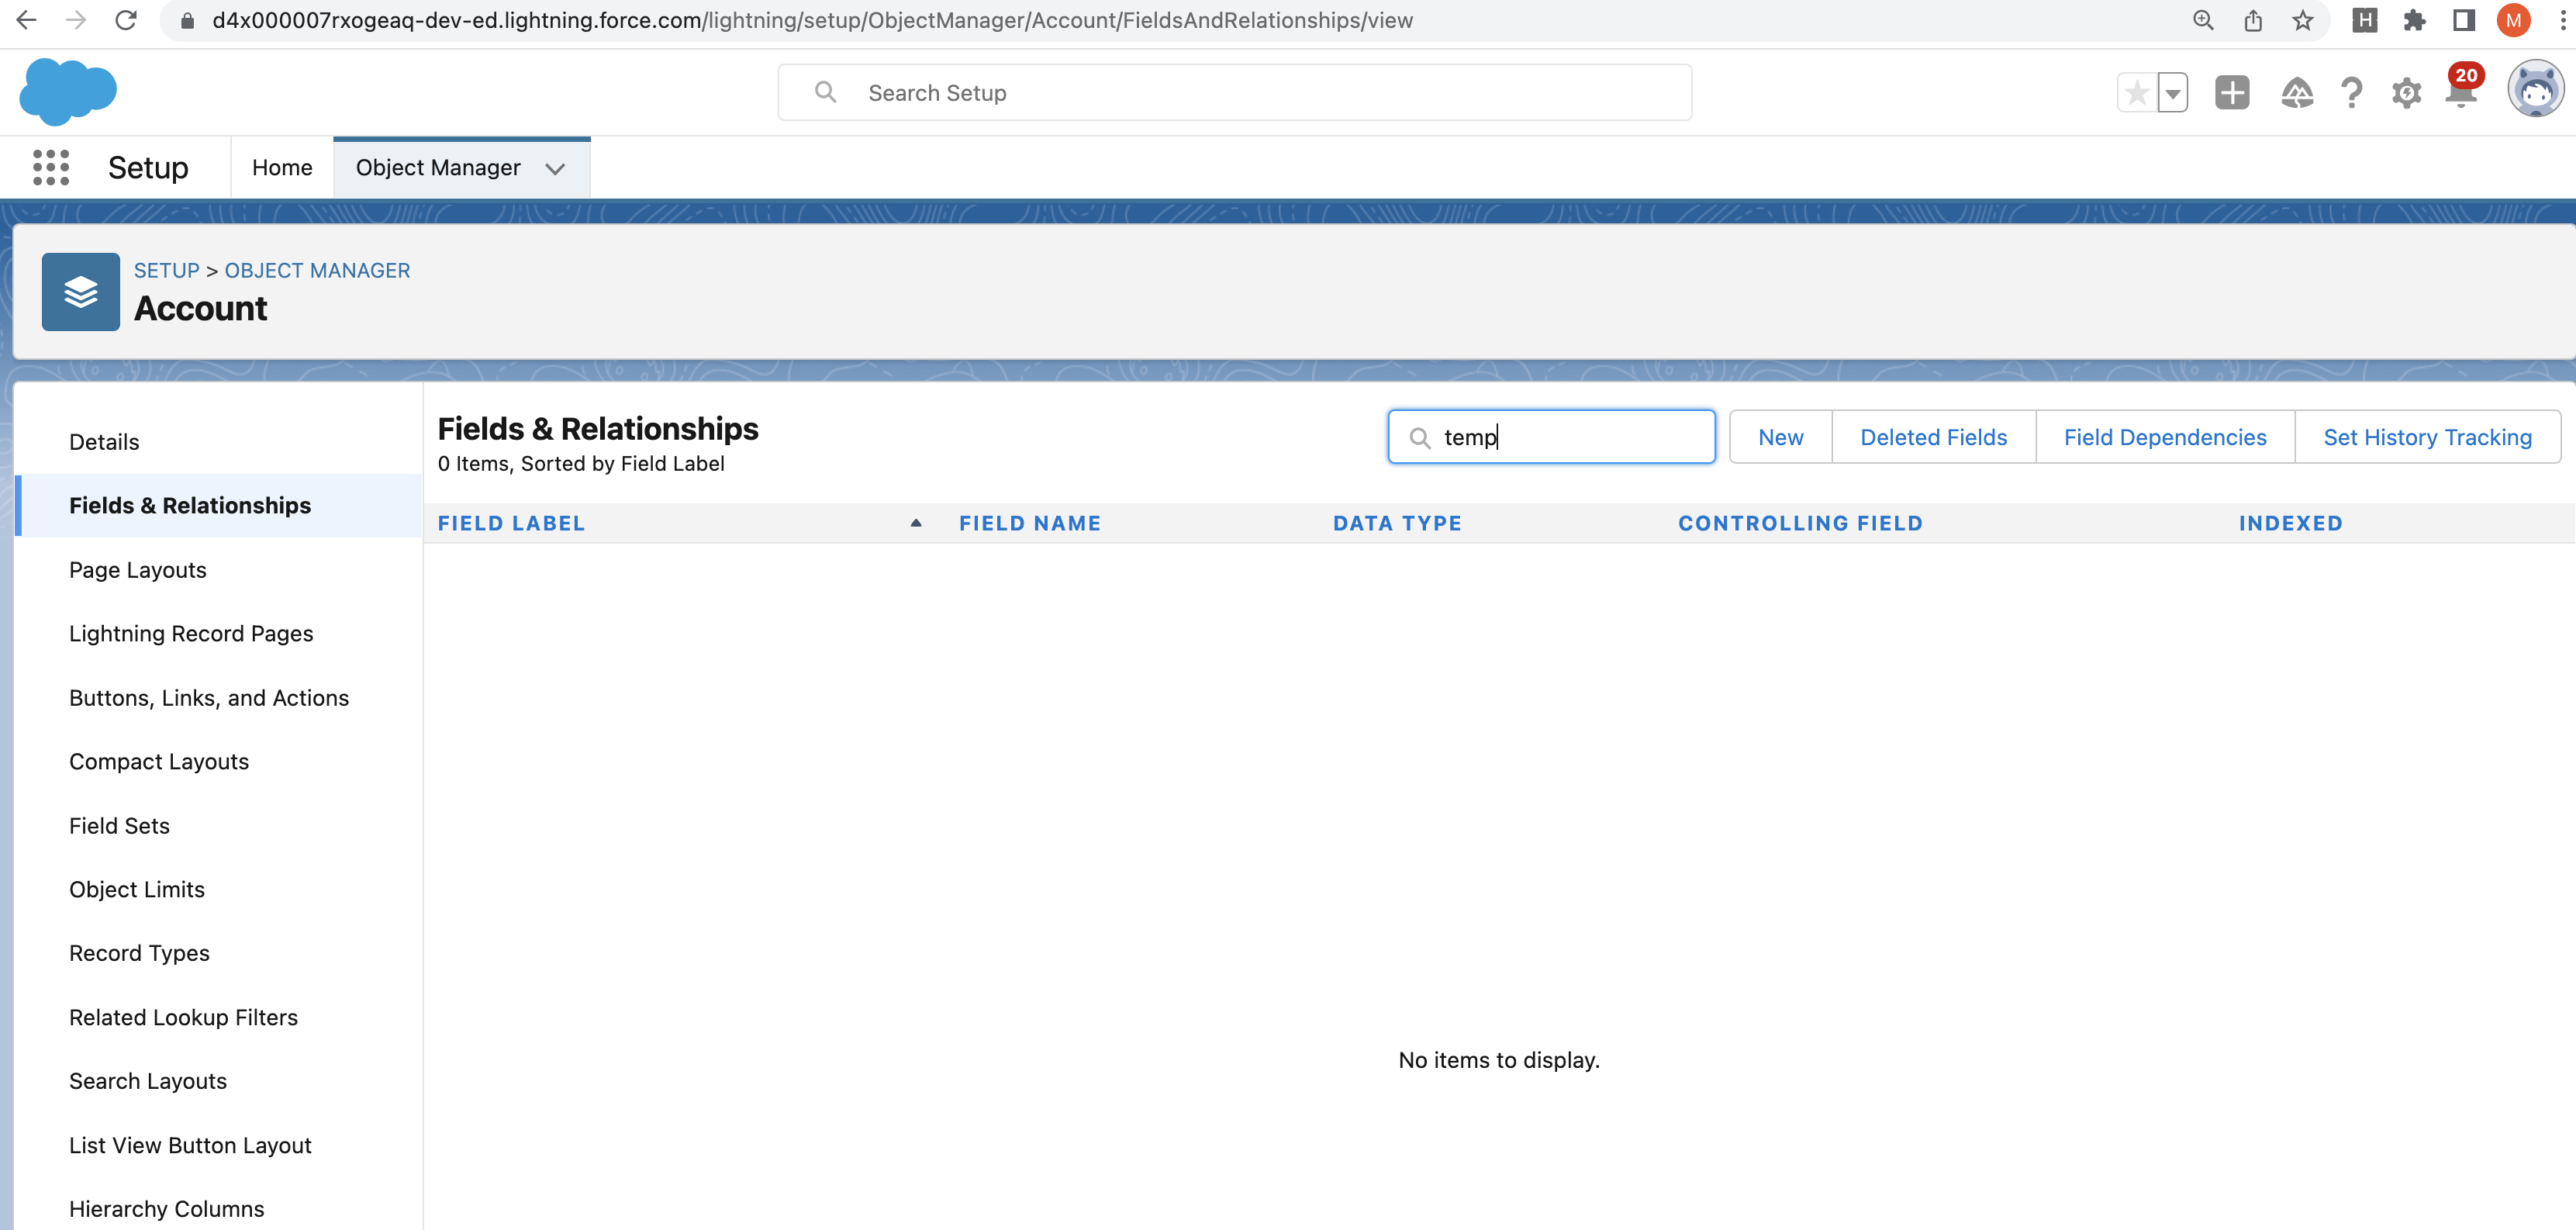 d4x000007rxogeaq-dev-ed.lightning.force.com/lightning/setup/ObjectManager/Account/FieldsAndRelationships/view
H
M
Search Setup
20
Setup
Home
Object Manager
SETUP > OBJECT MANAGER
Account
Details
Fields & Relationships
Page Layouts
Lightning Record Pages
Buttons, Links, and Actions
Compact Layouts
Field Sets
Object Limits
Record Types
Related Lookup Filters
Search Layouts
List View Button Layout
Hierarchy Columns
Fields & Relationships
0 Items, Sorted by Field Label
temp
New
Deleted Fields
Field Dependencies
Set History Tracking
FIELD LABEL
FIELD NAME
DATA TYPE
CONTROLLING FIELD
INDEXED
No items to display.